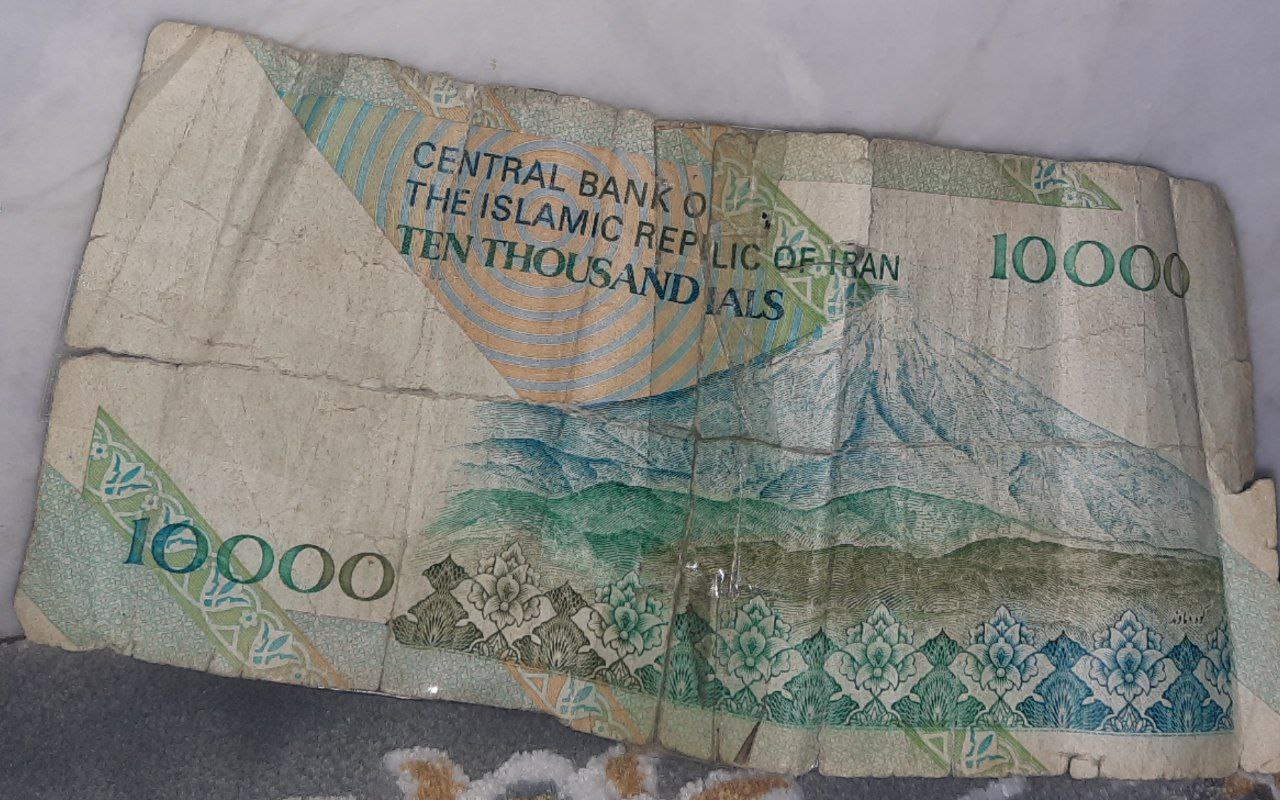 CENTRAL BANK O
THE ISLAMIC REP LIC OF IRAN
TEN THOUSAND IALS
10000
10000